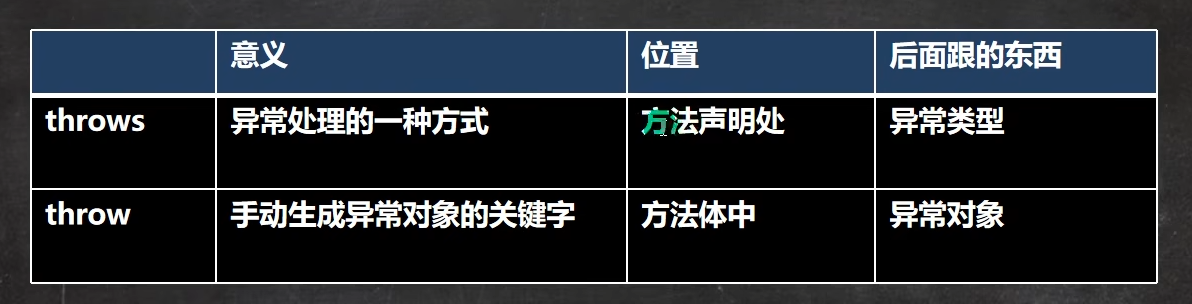 意义 位置 后面跟的东西
throws 异常处理的一种方式 方法声明处 异常类型
throw 手动生成异常对象的关键字 方法体中 异常对象